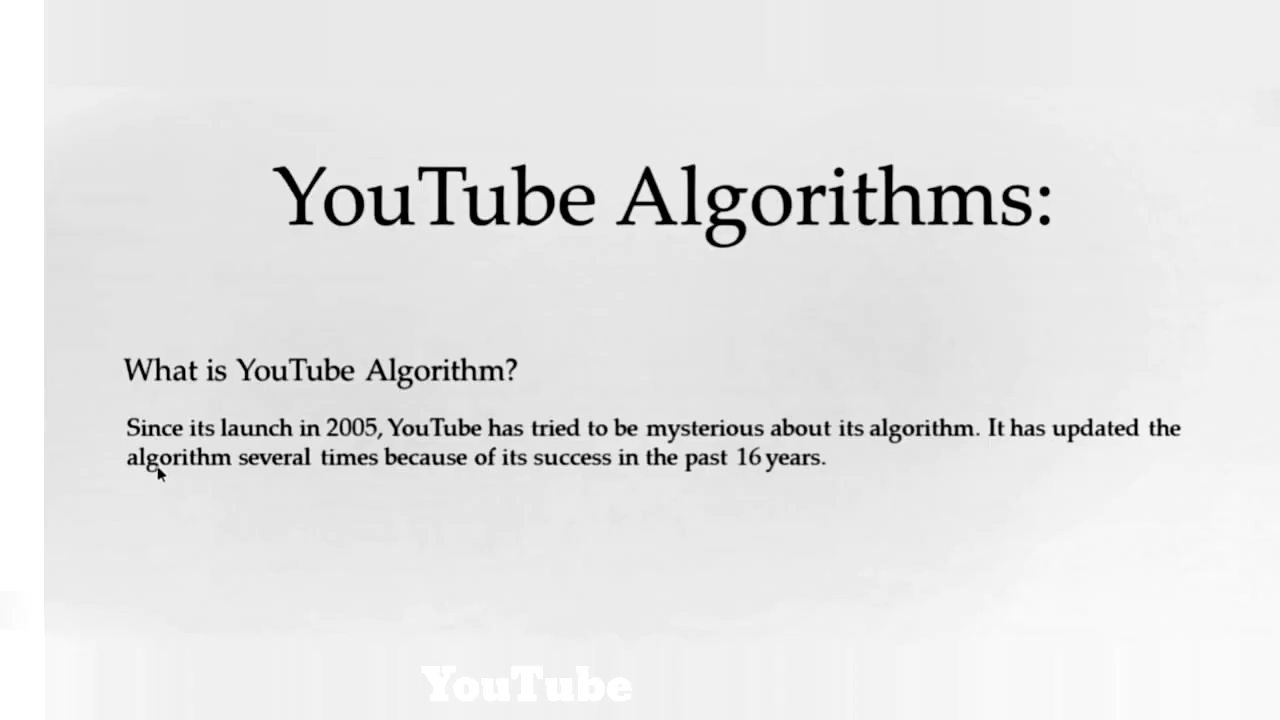 YouTube Algorithms:
What is YouTube Algorithm?
Since its launch in 2005, YouTube has tried to be mysterious about its algorithm. It has updated the
algorithm several times because of its success in the past 16 years.
YouTube